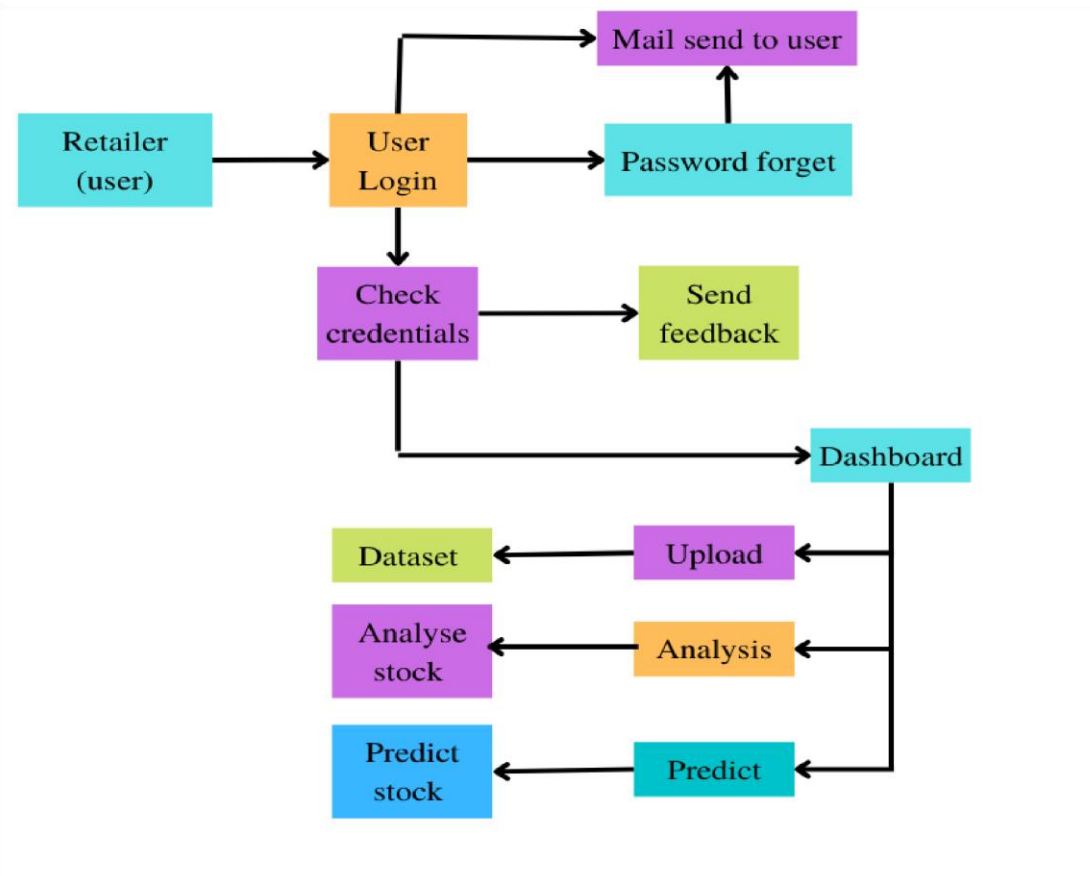 Mail send to user
Retailer
(user)
User
Login
Password forget
Check
credentials
Send
feedback
Dashboard
Dataset
Upload
Analyse
stock
Analysis
Predict
stock
Predict